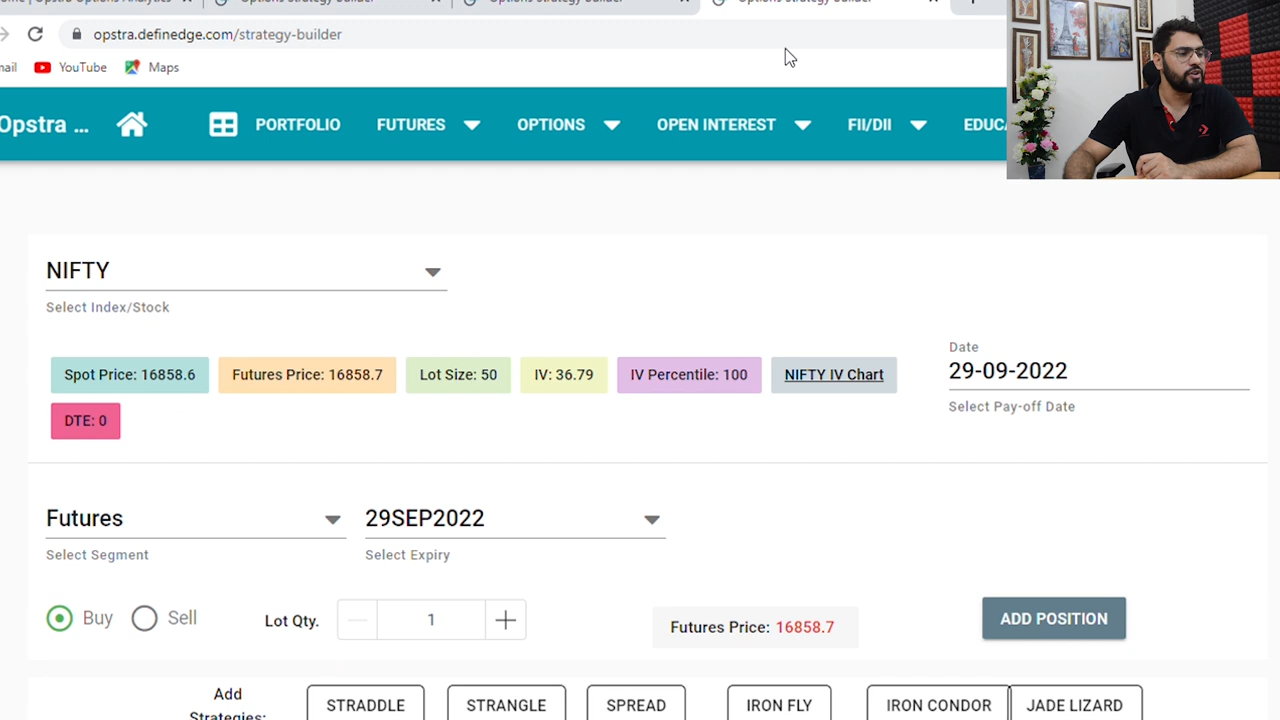 opstra.definedge.com/strategy-builder
YouTube Maps
Opstra ... PORTFOLIO FUTURES OPTIONS OPEN INTEREST FII/DII
NIFTY
Select Index/Stock
Spot Price: 16858.6 Futures Price: 16858.7 Lot Size: 50 IV: 36.79 IV Percentile: 100 NIFTY IV Chart
DTE: 0
Date
29-09-2022
Select Pay-off Date
Futures 29SEP2022
Select Segment Select Expiry
Buy Sell Lot Qty. 1 Futures Price: 16858.7 ADD POSITION
Add
Strategies:
STRADDLE STRANGLE SPREAD IRON FLY IRON CONDOR JADE LIZARD